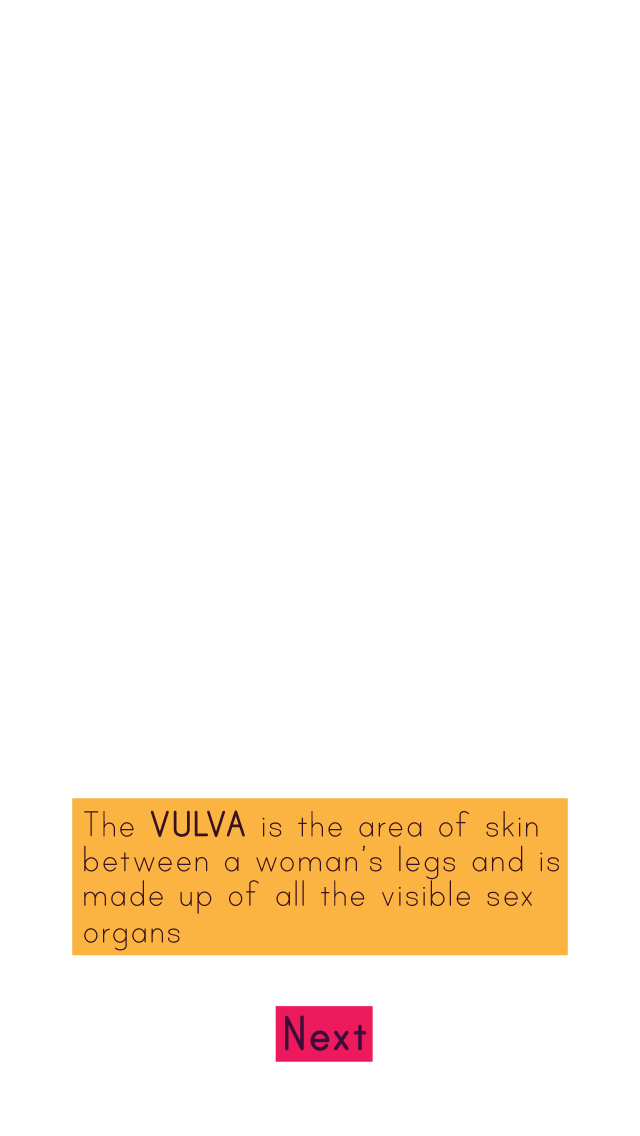 The VULVA is the area of skin
between a woman's legs and is
made up of all the visible sex
organs
Next